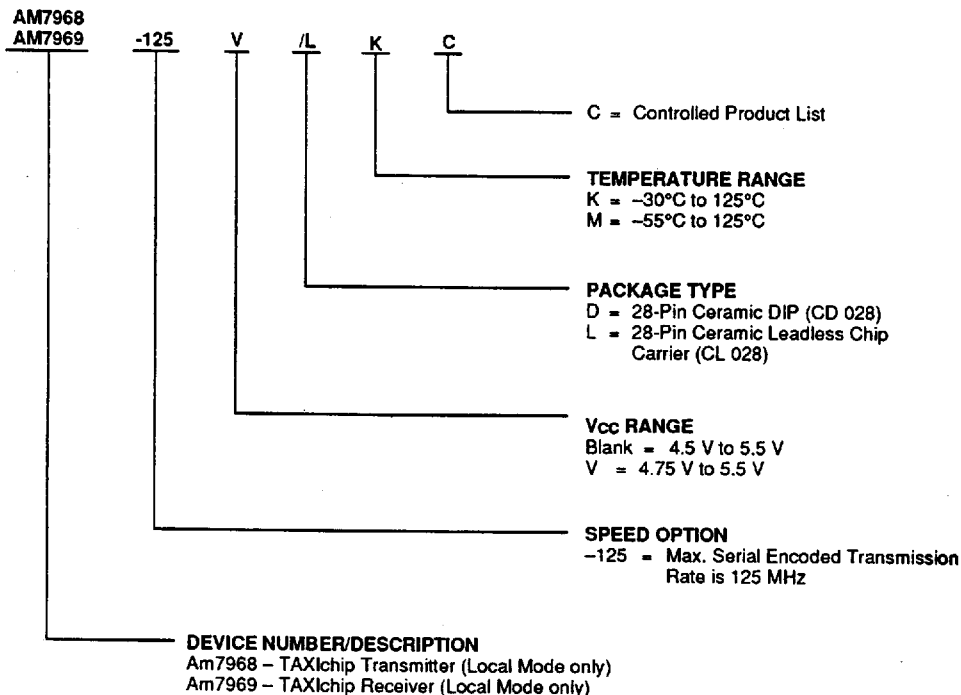 AM7968
AM7969 -125 V /L K C
C = Controlled Product List
TEMPERATURE RANGE
K = –30°C to 125°C
M = –55°C to 125°C
PACKAGE TYPE
D = 28-Pin Ceramic DIP (CD 028)
L = 28-Pin Ceramic Leadless Chip
Carrier (CL 028)
Vcc RANGE
Blank = 4.5 V to 5.5 V
V = 4.75 V to 5.5 V
SPEED OPTION
–125 = Max. Serial Encoded Transmission
Rate is 125 MHz
DEVICE NUMBER/DESCRIPTION
Am7968 – TAXIchip Transmitter (Local Mode only)
Am7969 – TAXIchip Receiver (Local Mode only)